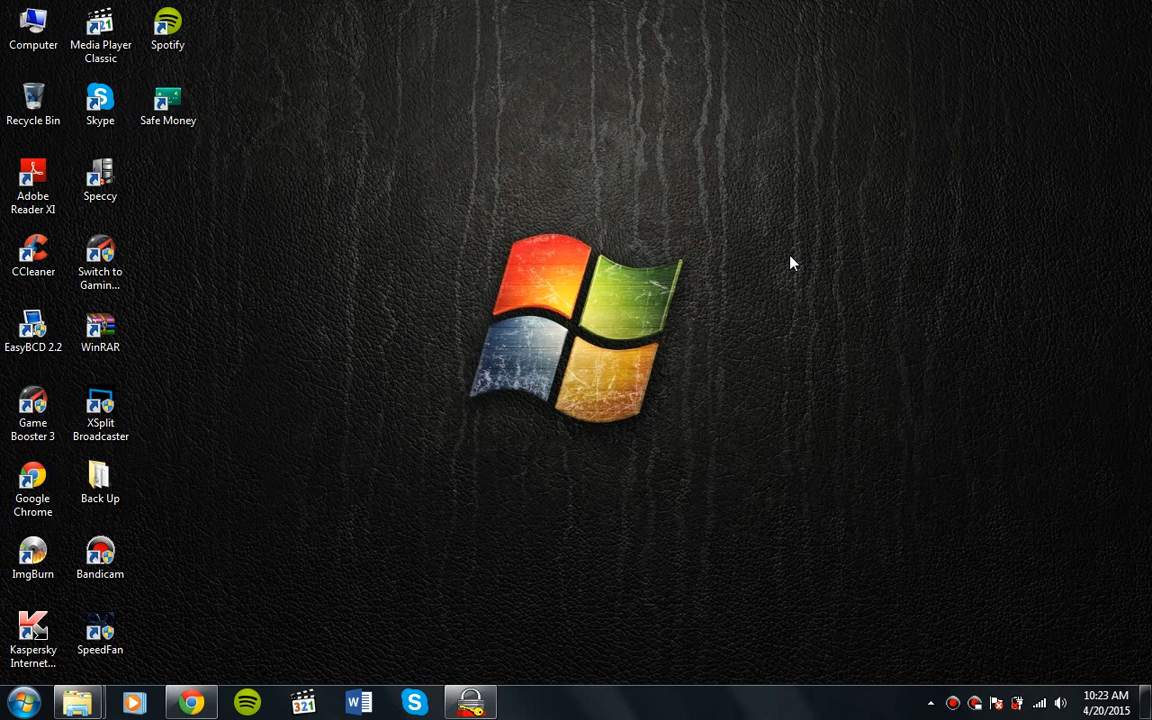 Computer
Media Player
Classic
Spotify
Recycle Bin
Skype
Safe Money
Adobe
Reader XI
Speccy
CCleaner
Switch to
Gamin...
EasyBCD 2.2
WinRAR
Game
Booster 3
XSplit
Broadcaster
Google
Chrome
Back Up
ImgBurn
Bandicam
Kaspersky
Internet...
SpeedFan
321
321
W
S
10:23 AM
4/20/2015